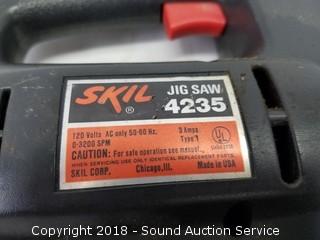 SKIL® JIG SAW
4235
120 Volts AC only 50-60 Hz. 3 Amps
0-3200 SPM Type 1
CAUTION: For safe operation see manual.
WHEN SERVICING USE ONLY IDENTICAL REPLACEMENT PARTS.
SKIL CORP. Chicago,Ill. Made in USA
UL
Copyright 2018 - Sound Auction Service